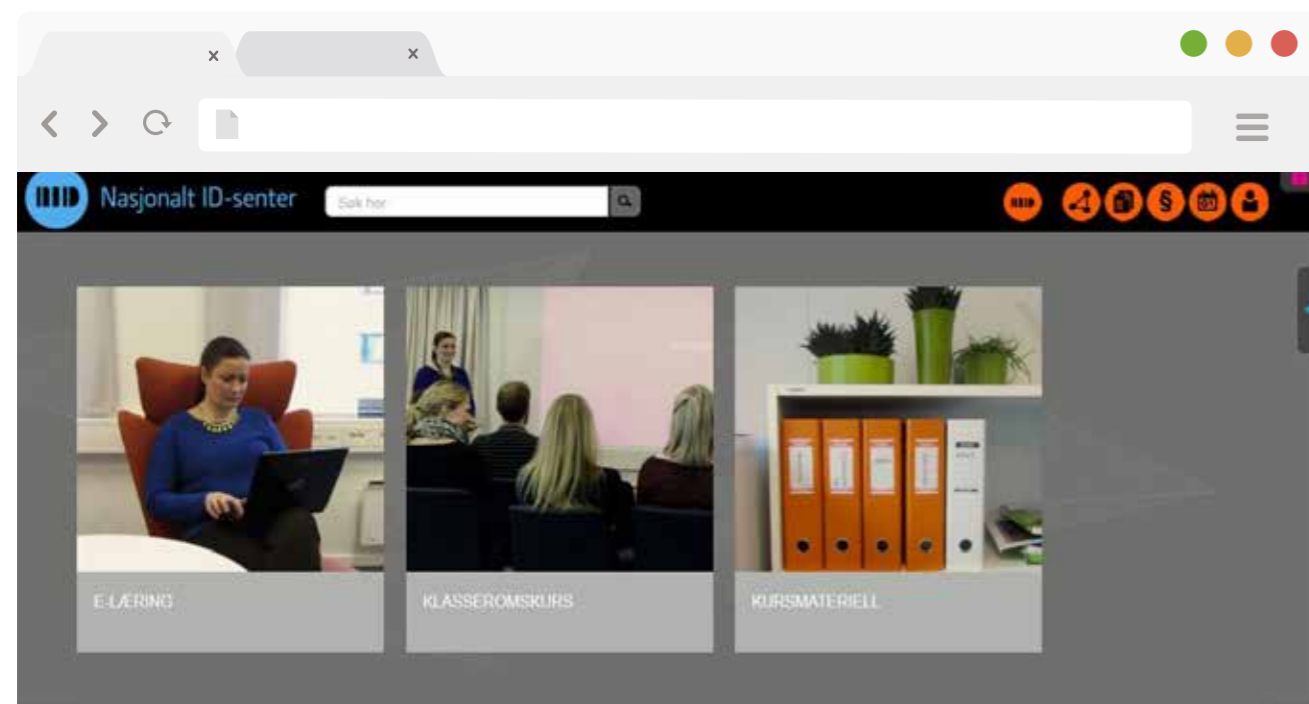 Nasjonalt ID-senter
Søk her
§
E-LÆRING
KLASSEROMSKURS
KURSMATERIELL